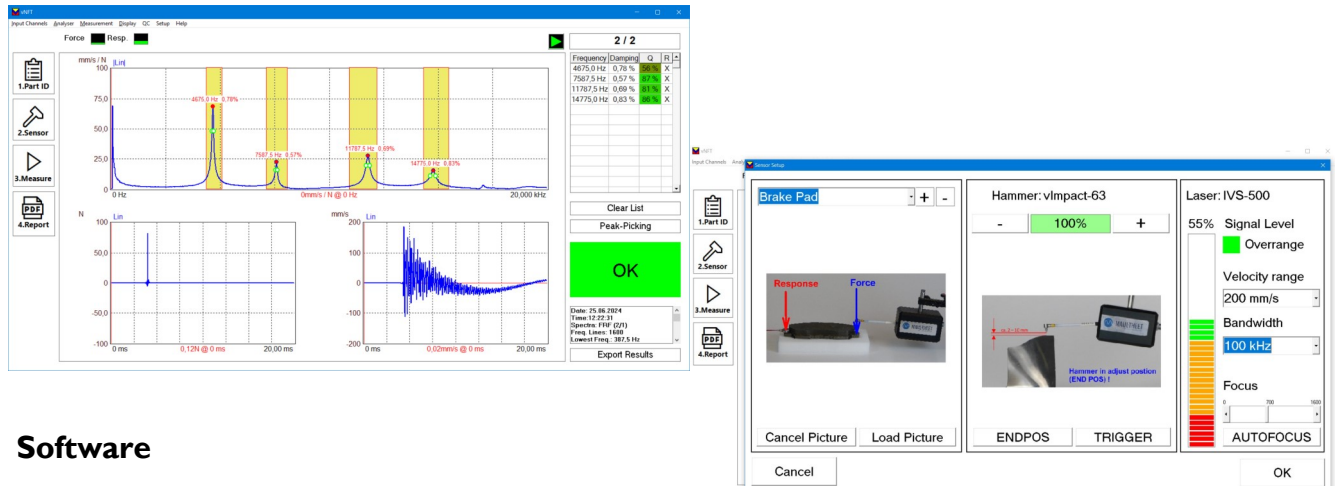 vNFT
Input Channels Analyser Measurement Display QC Setup Help
Force Resp.
2 / 2
1.Part ID
2.Sensor
3.Measure
PDF
4.Report
mm/s / N |Lin|
100
75,0
50,0
25,0
0
4675,0 Hz 0,78%
7587,5 Hz 0,57%
11787,5 Hz 0,69%
14775,0 Hz 0,83%
0 Hz 0mm/s / N @ 0 Hz 20,000 kHz
N Lin
100
50,0
0
-50,0
-100
0 ms 0,12N @ 0 ms 20,00 ms
mm/s Lin
200
100
0
-100
-200
0 ms 0,02mm/s @ 0 ms 20,00 ms
Frequency Damping Q R
4675,0 Hz 0,78 % 56 % X
7587,5 Hz 0,57 % 87 % X
11787,5 Hz 0,69 % 81 % X
14775,0 Hz 0,83 % 86 % X
Clear List
Peak-Picking
OK
Date: 25.06.2024
Time:12:22:31
Spectra: FRF (2/1)
Freq. Lines: 1600
Lowest Freq.: 387,5 Hz
Export Results
Software
vNFT
Input Channels
1.Part ID
2.Sensor
3.Measure
PDF
4.Report
Sensor Setup
Brake Pad + -
Response Force
MAUL-THEET
Cancel Picture Load Picture
Hammer: vImpact-63
- 100% +
MAUL-THEET
Hammer in adjust postion
(END POS) !
ENDPOS TRIGGER
Laser: IVS-500
55% Signal Level
Overrange
Velocity range
200 mm/s
Bandwidth
100 kHz
Focus
0 700 1600
AUTOFOCUS
Cancel OK